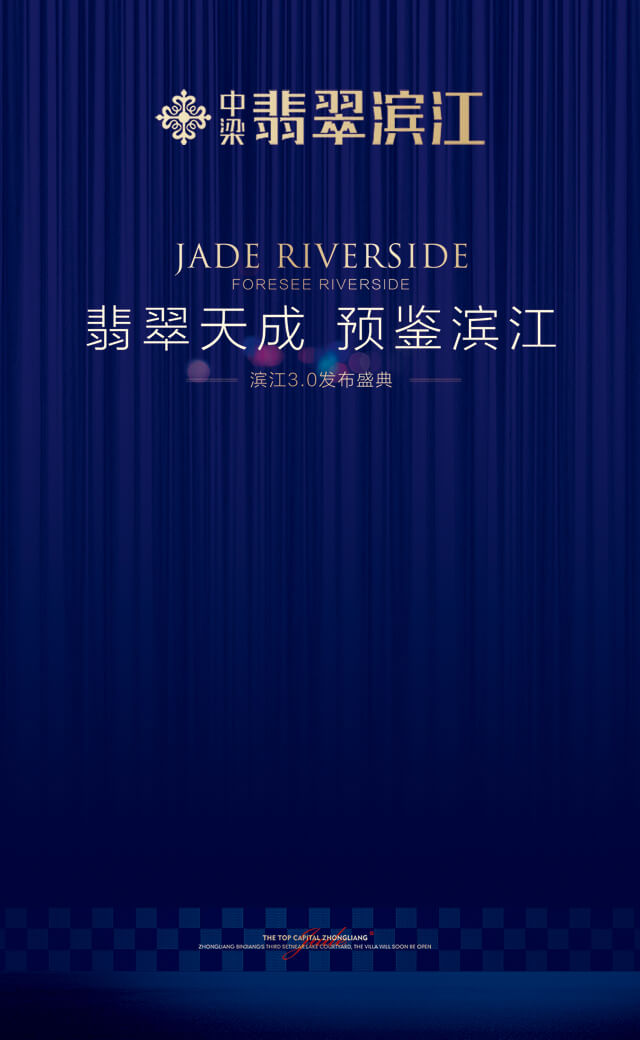 中梁 翡翠滨江
JADE RIVERSIDE
FORESEE RIVERSIDE
翡翠天成 预鉴滨江
滨江3.0发布盛典
THE TOP CAPITAL ZHONGLIANG
ZHONGLIANG BINJIANG'S THIRD SETNEAR LAKE COURTYARD, THE VILLA WILL SOON BE OPEN